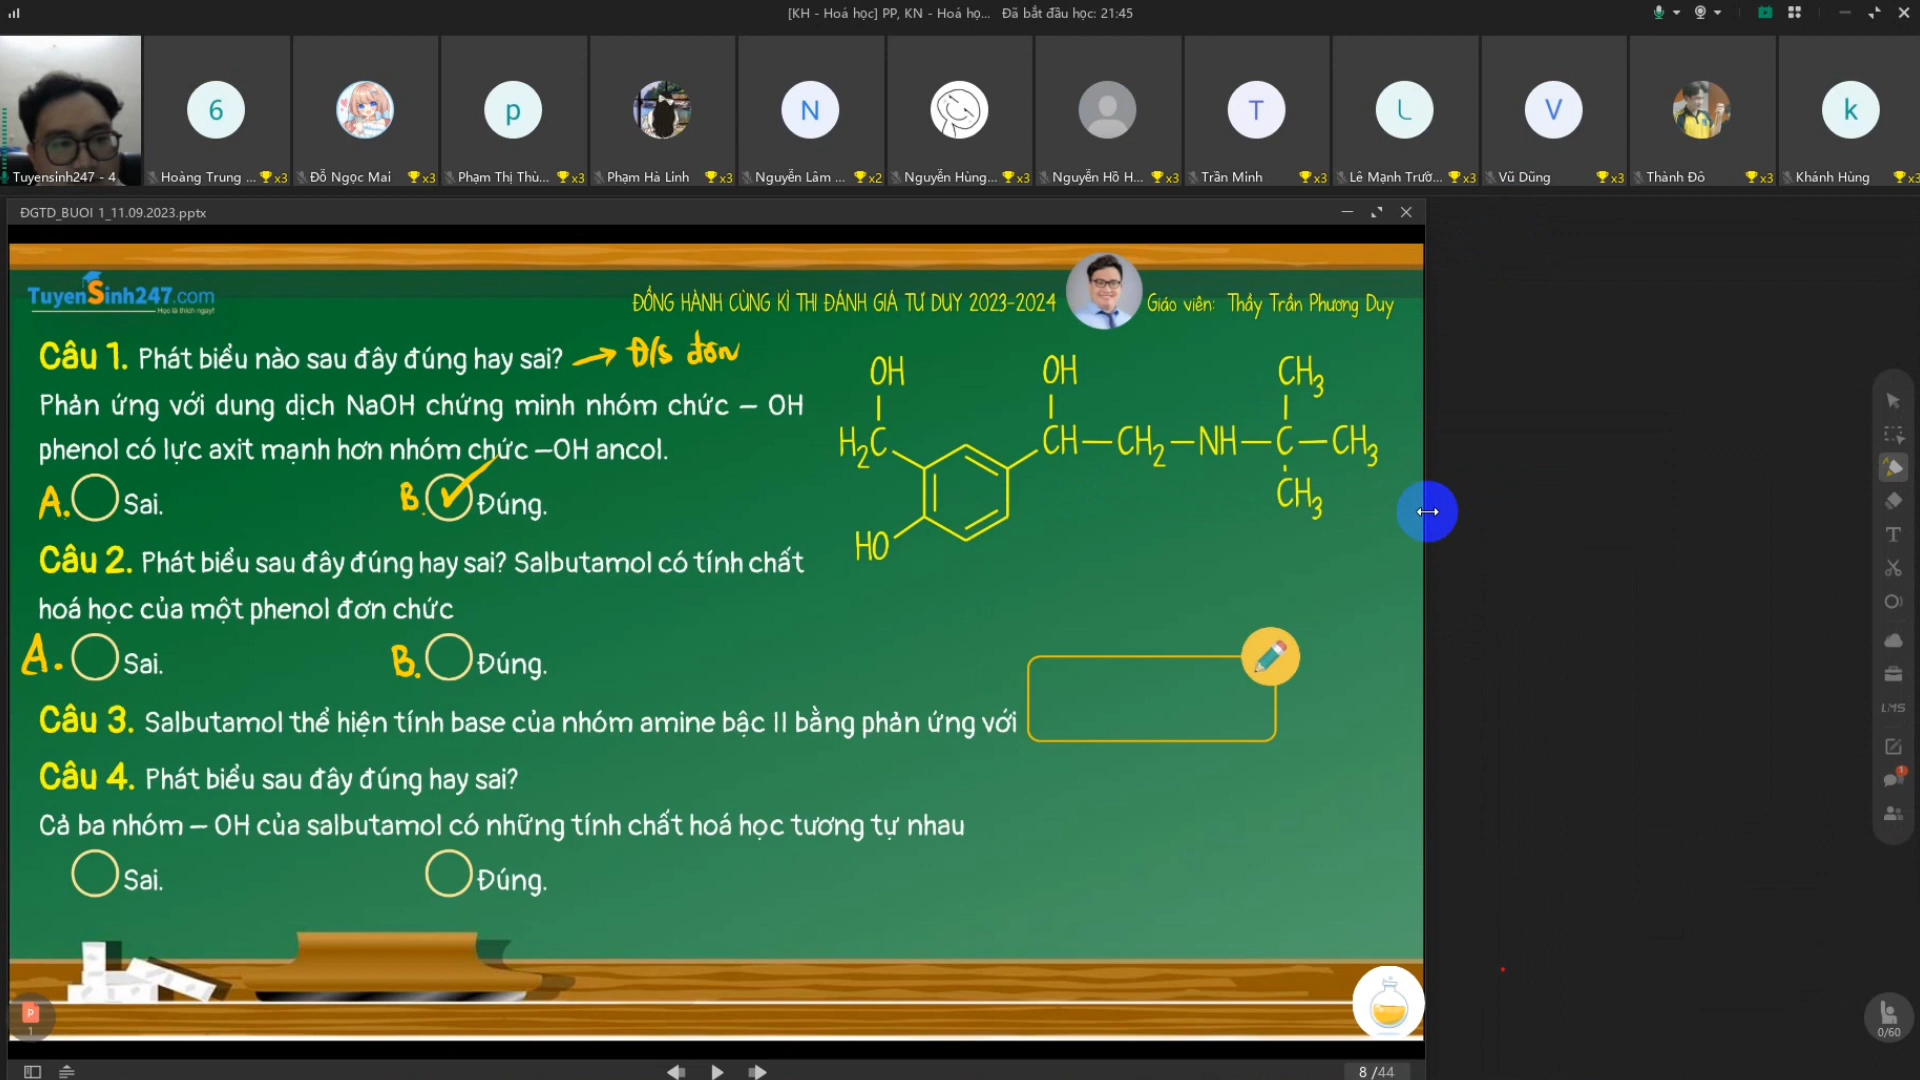 [KH - Hoá học] PP, KN - Hoá họ... Đã bắt đầu học: 21:45
6 p N T L V k
Tuyensinh247 - 4 Hoàng Trung ... x3 Đỗ Ngọc Mai x3 Phạm Thị Thù... x3 Phạm Hà Linh x3 Nguyễn Lâm ... x2 Nguyễn Hùng... x3 Nguyễn Hồ H... x3 Trần Minh x3 Lê Mạnh Trườ... x3 Vũ Dũng x3 Thành Đô x3 Khánh Hùng x3
ĐGTD_BUOI 1_11.09.2023.pptx
TuyenSinh247.com
Học là thích ngay!
ĐỒNG HÀNH CÙNG KÌ THI ĐÁNH GIÁ TƯ DUY 2023-2024 Giáo viên: Thầy Trần Phương Duy
Câu 1. Phát biểu nào sau đây đúng hay sai? → Đ/s đơn
Phản ứng với dung dịch NaOH chứng minh nhóm chức – OH
phenol có lực axit mạnh hơn nhóm chức –OH ancol.
A. Sai. B. ✓ Đúng.
Câu 2. Phát biểu sau đây đúng hay sai? Salbutamol có tính chất
hoá học của một phenol đơn chức
A. Sai. B. Đúng.
OH OH CH3
H2C CH—CH2—NH—C—CH3
CH3
HO
Câu 3. Salbutamol thể hiện tính base của nhóm amine bậc II bằng phản ứng với
Câu 4. Phát biểu sau đây đúng hay sai?
Cả ba nhóm – OH của salbutamol có những tính chất hoá học tương tự nhau
Sai. Đúng.
P
1
8 /44
T
LMS
1
0/60